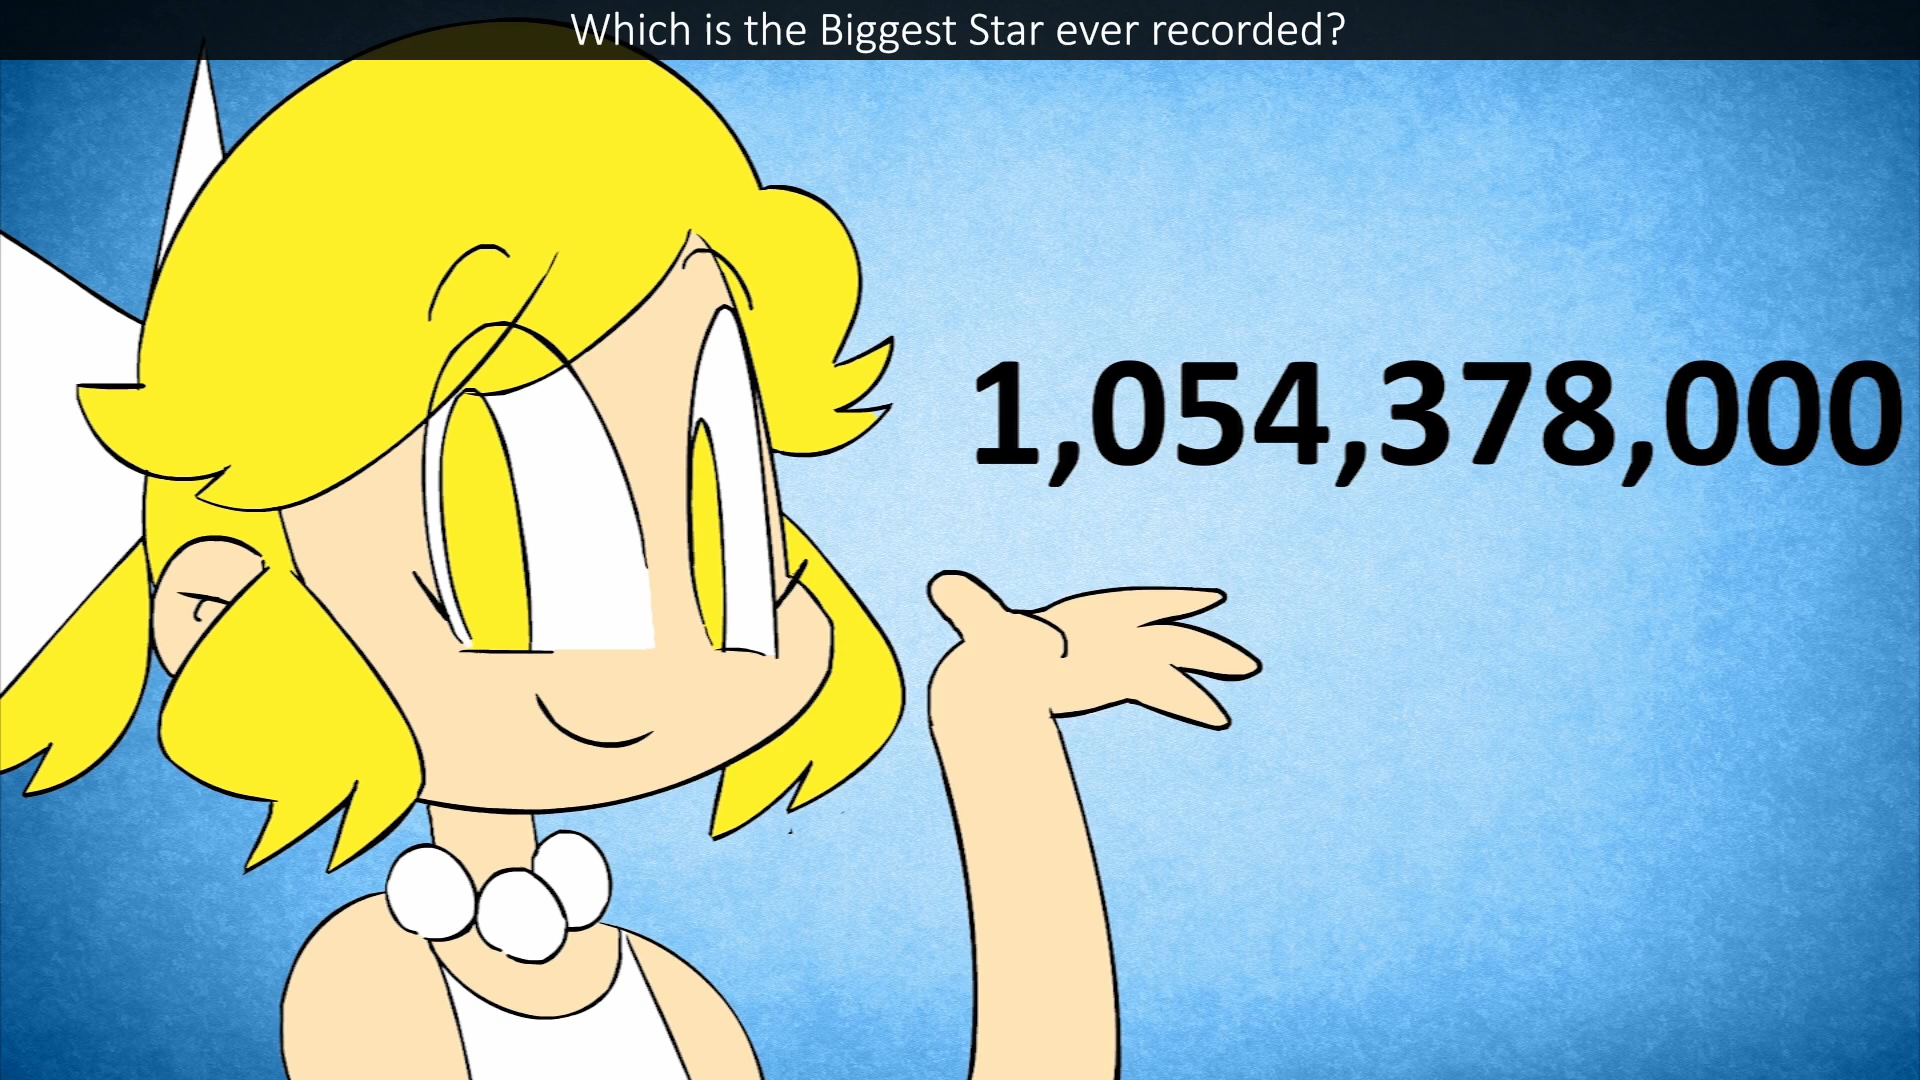 Which is the Biggest Star ever recorded?
1,054,378,000